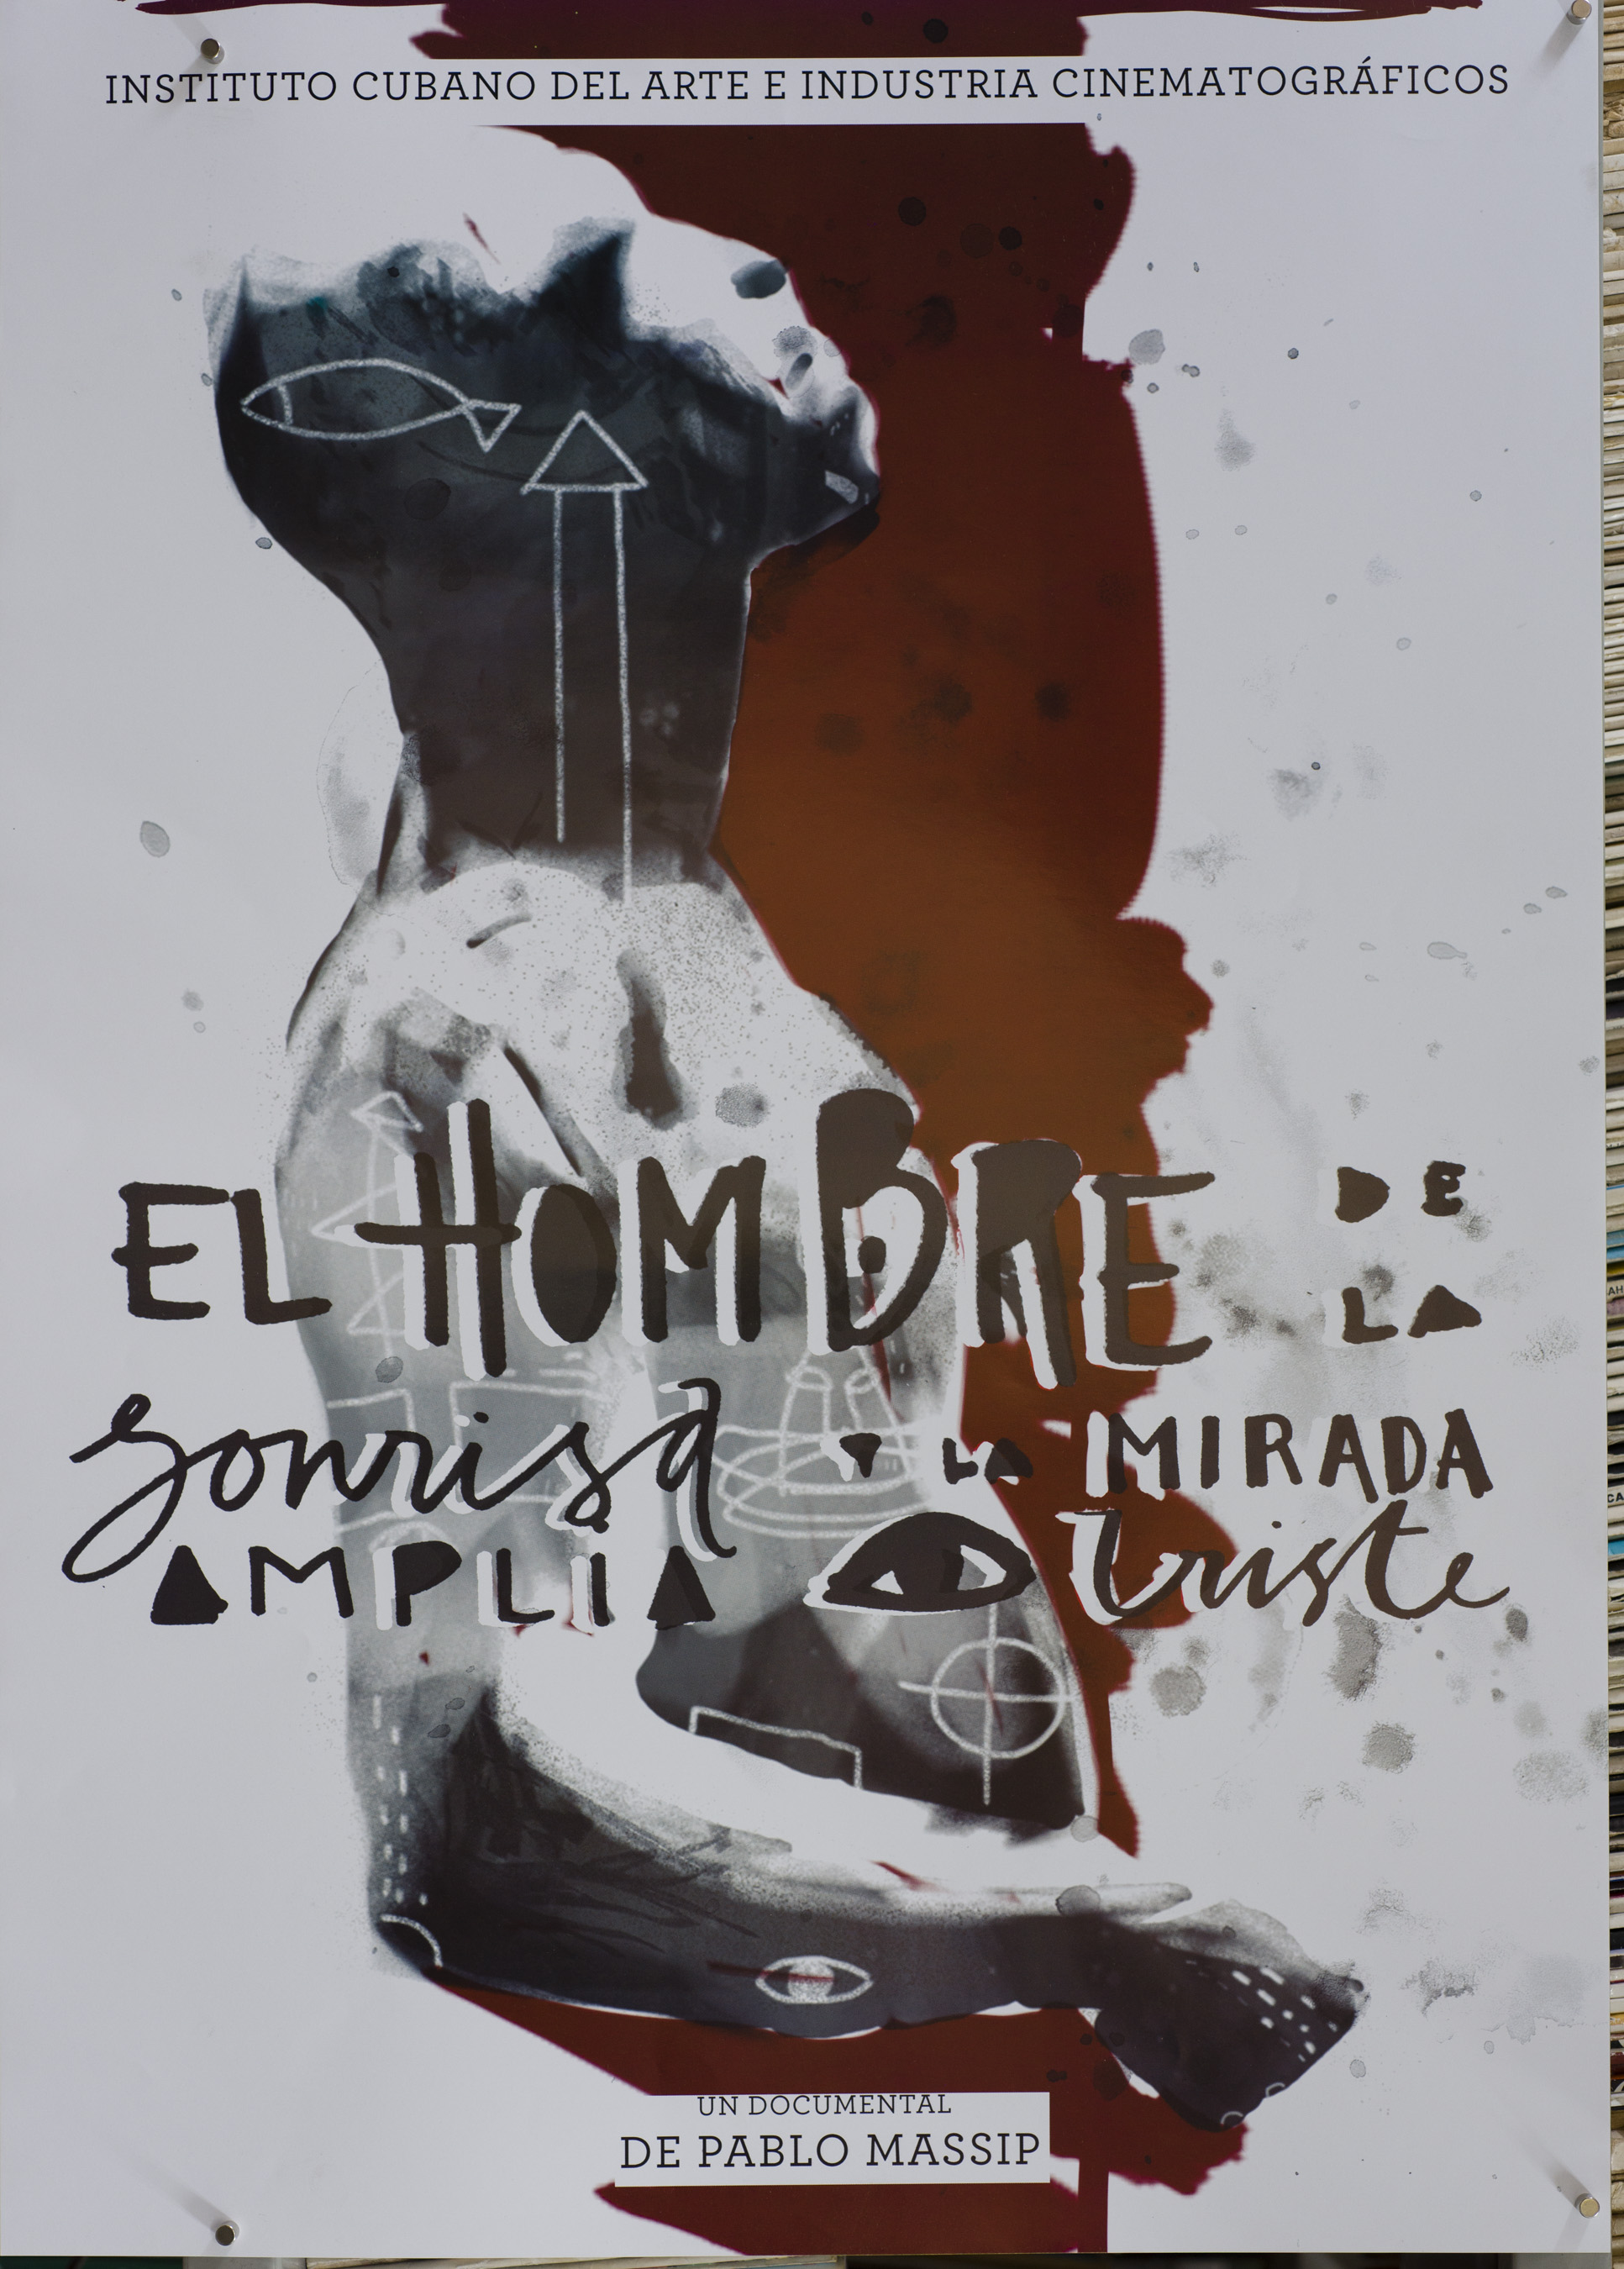 INSTITUTO CUBANO DEL ARTE E INDUSTRIA CINEMATOGRÁFICOS
EL HOMBRE DE LA
sonrisa Y LA MIRADA
AMPLIA triste
UN DOCUMENTAL
DE PABLO MASSIP